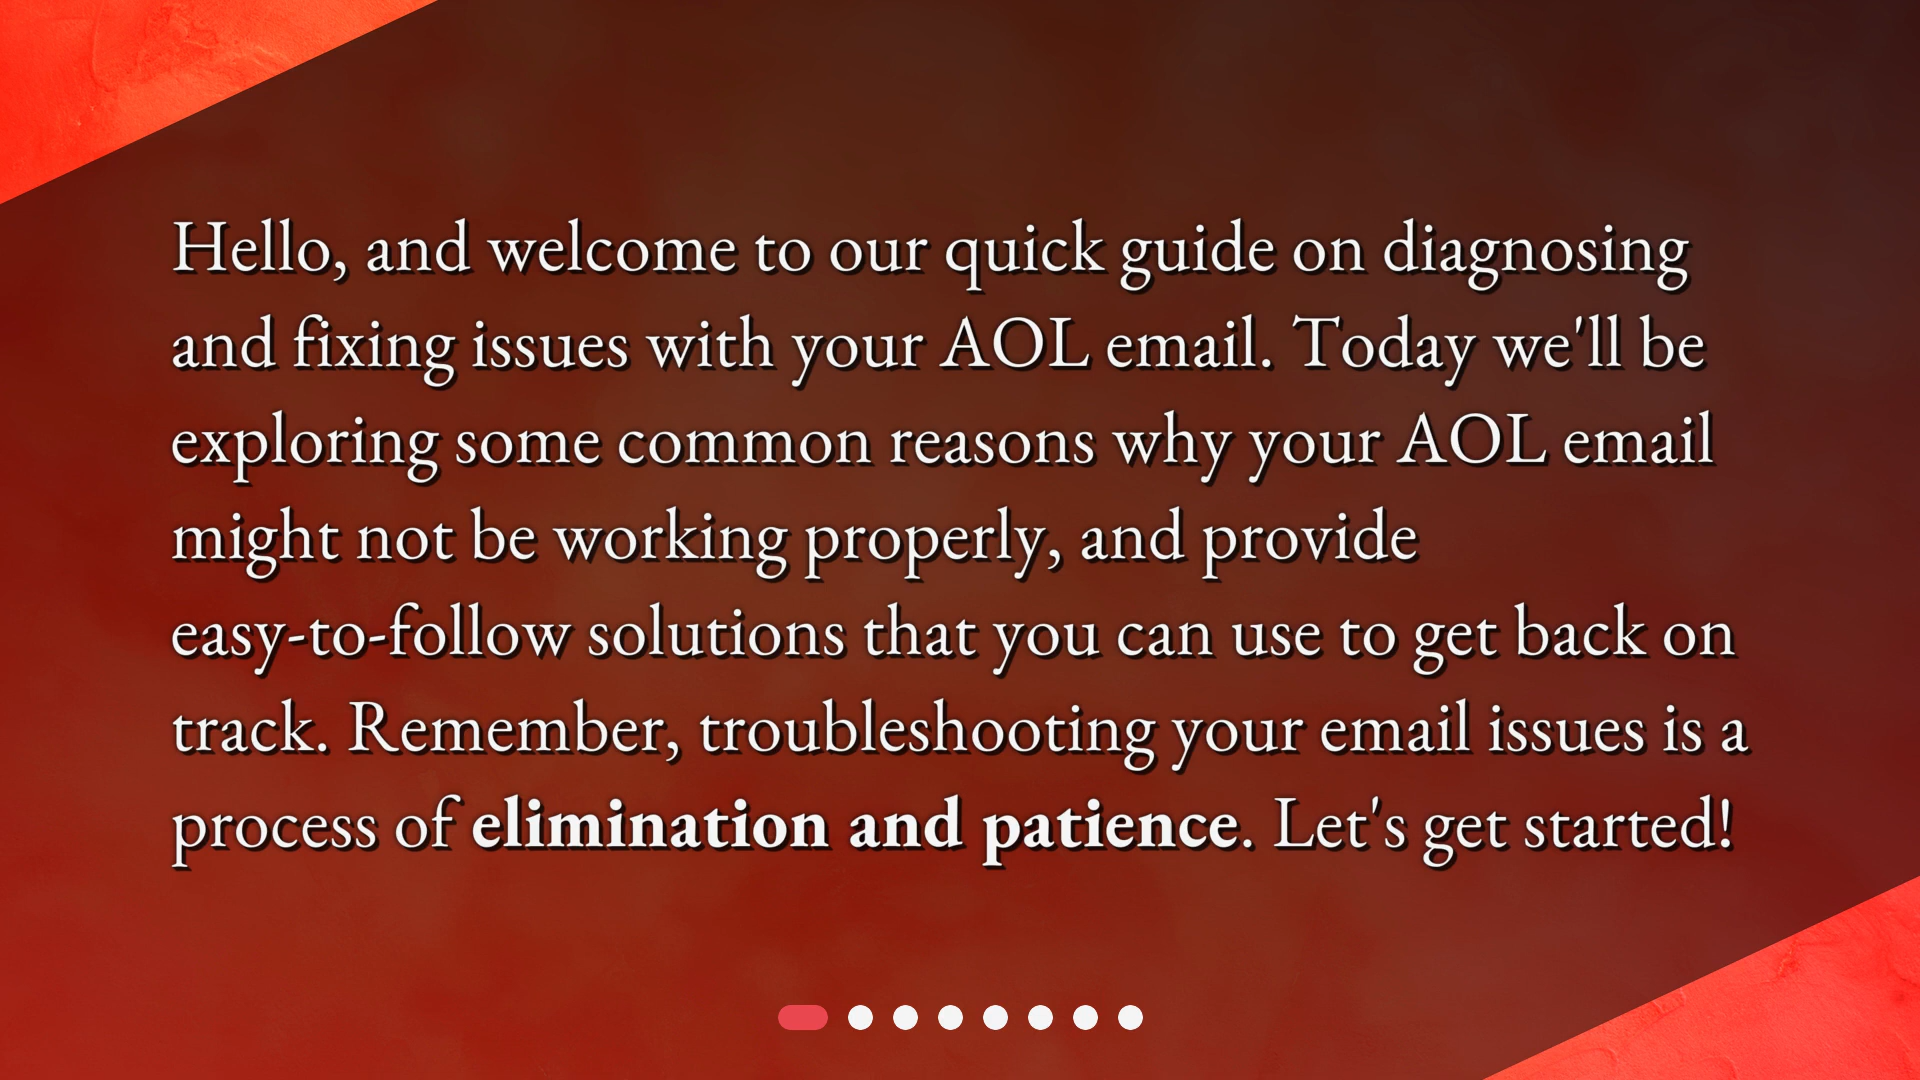 Hello, and welcome to our quick guide on diagnosing
and fixing issues with your AOL email. Today we'll be
exploring some common reasons why your AOL email
might not be working properly, and provide
easy-to-follow solutions that you can use to get back on
track. Remember, troubleshooting your email issues is a
process of elimination and patience. Let's get started!